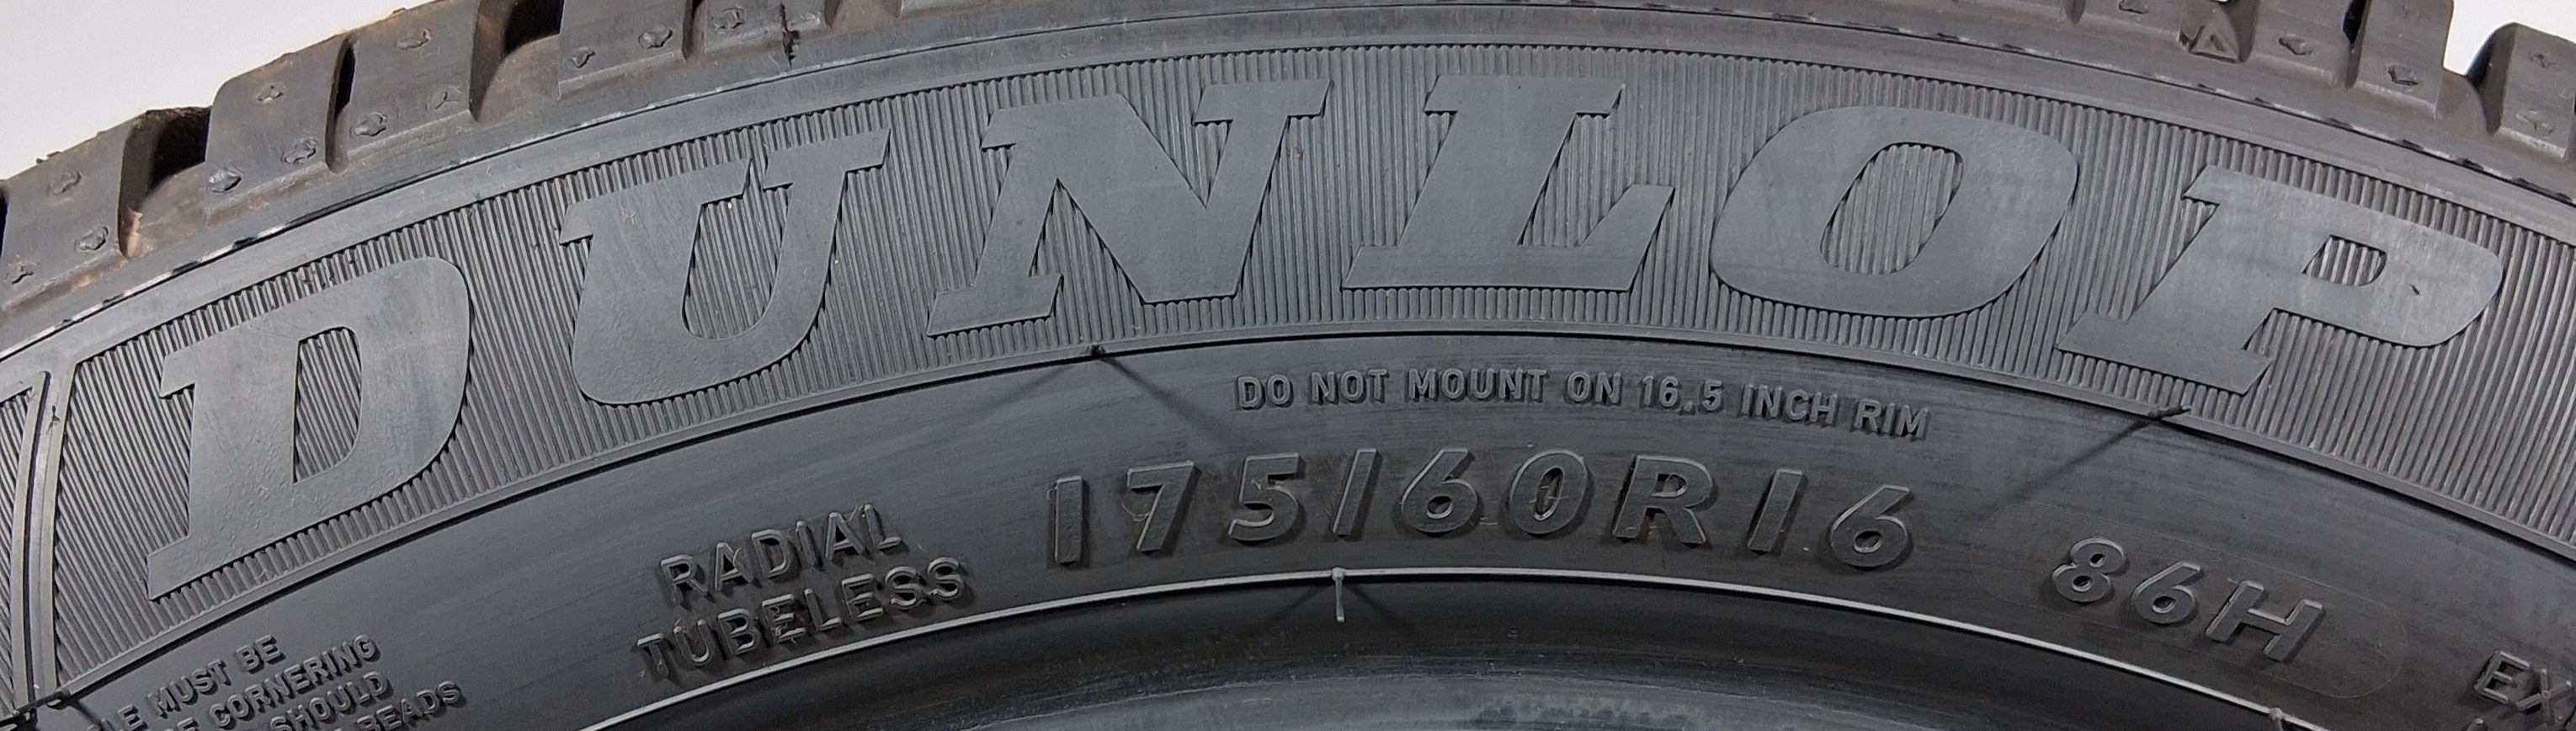 DUNLOP
DO NOT MOUNT ON 16.5 INCH RIM
175/60R16
86H
RADIAL
TUBELESS
MUST BE
CORNERING
SHOULD
BEADS